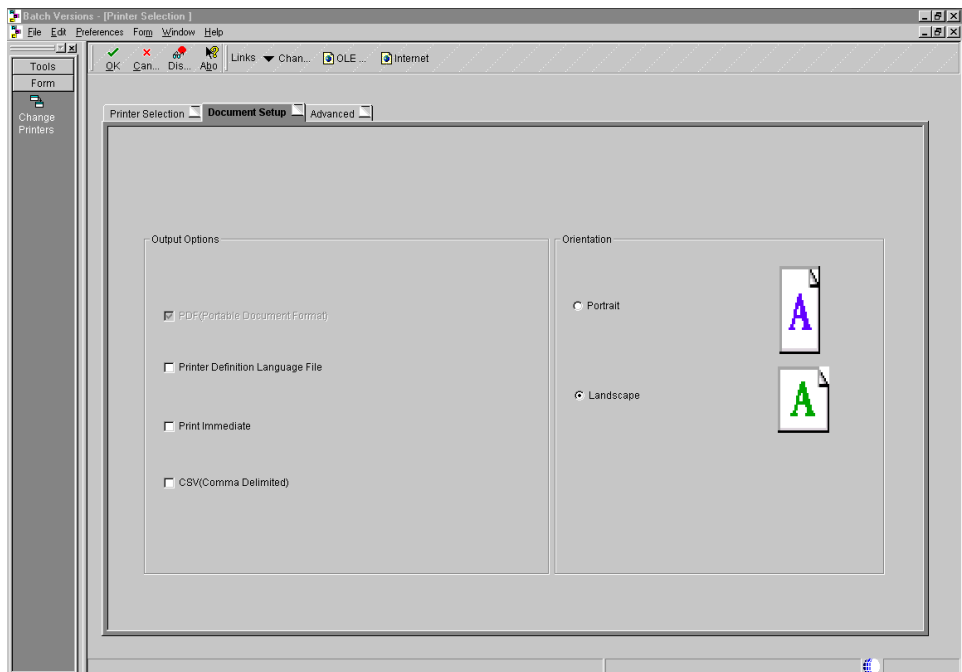 Batch Versions - [Printer Selection ]
File Edit Preferences Form Window Help
Tools
Form
Change
Printers
OK Can... Dis... Abo Links Chan... OLE ... Internet
Printer Selection Document Setup Advanced
Output Options
PDF(Portable Document Format)
Printer Definition Language File
Print Immediate
CSV(Comma Delimited)
Orientation
Portrait
A
Landscape
A